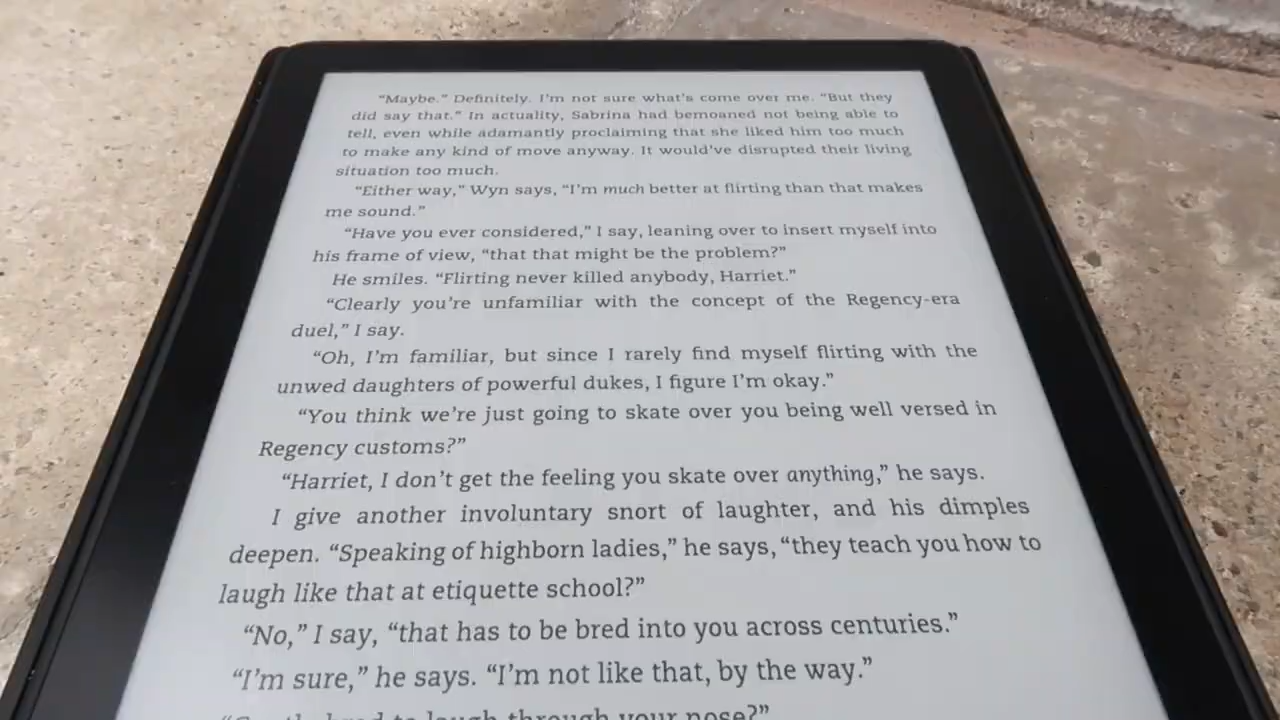 “Maybe.” Definitely. I’m not sure what’s come over me. “But they
did say that.” In actuality, Sabrina had bemoaned not being able to
tell, even while adamantly proclaiming that she liked him too much
to make any kind of move anyway. It would’ve disrupted their living
situation too much.
“Either way,” Wyn says, “I’m much better at flirting than that makes
me sound.”
“Have you ever considered,” I say, leaning over to insert myself into
his frame of view, “that that might be the problem?”
He smiles. “Flirting never killed anybody, Harriet.”
“Clearly you’re unfamiliar with the concept of the Regency-era
duel,” I say.
“Oh, I’m familiar, but since I rarely find myself flirting with the
unwed daughters of powerful dukes, I figure I’m okay.”
“You think we’re just going to skate over you being well versed in
Regency customs?”
“Harriet, I don’t get the feeling you skate over anything,” he says.
I give another involuntary snort of laughter, and his dimples
deepen. “Speaking of highborn ladies,” he says, “they teach you how to
laugh like that at etiquette school?”
“No,” I say, “that has to be bred into you across centuries.”
“I’m sure,” he says. “I’m not like that, by the way.”
to laugh through your nose?”